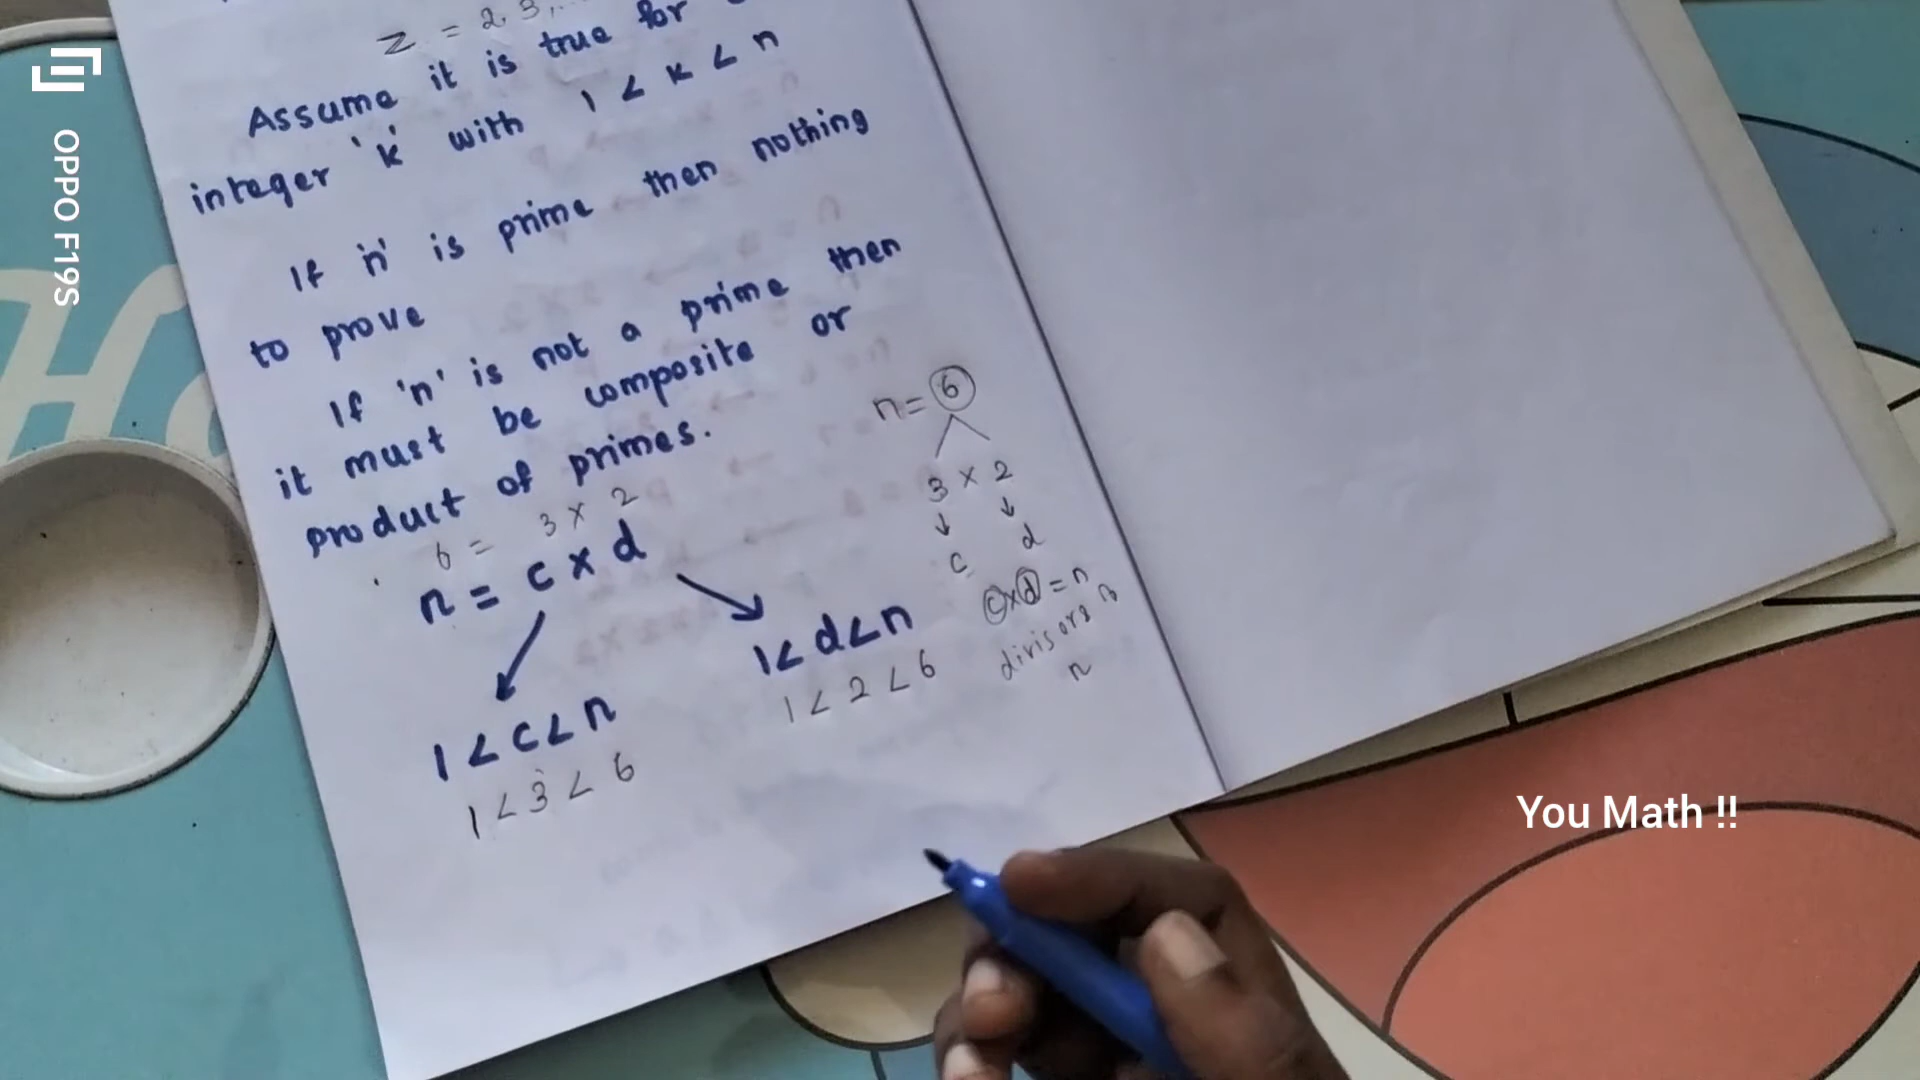 z = 2, 3, ...
Assume it is true for
integer 'k' with 1 < k < n
If 'n' is prime then nothing
to prove
If 'n' is not a prime then
it must be composite or
product of primes.
6 = 3 × 2
n = c × d
1 < c < n
1 < 3 < 6
1 < d < n
1 < 2 < 6
n = 6
3 × 2
↓ ↓
c d
c × d = n
divisors
n
OPPO F19S
You Math !!